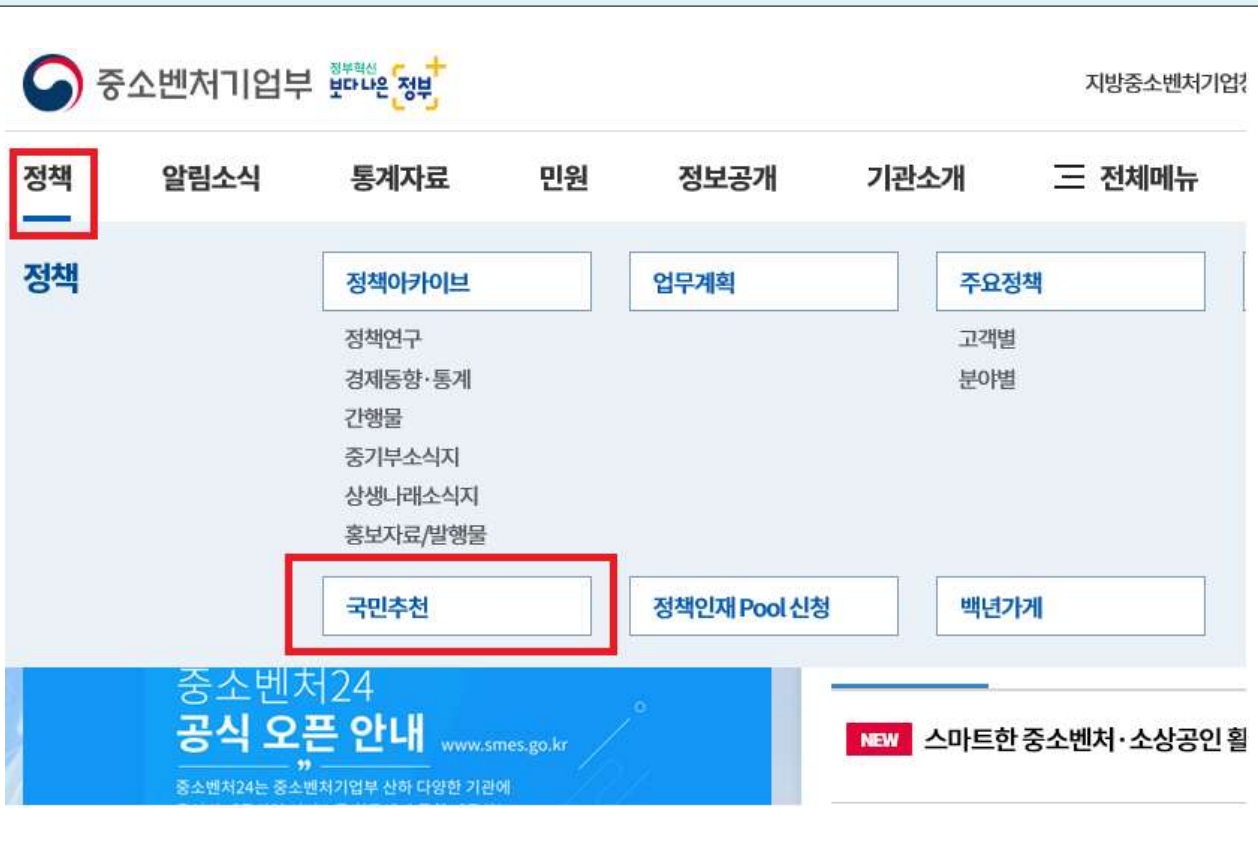 중소벤처기업부 정부혁신 보다나은 정부
지방중소벤처기업
정책 알림소식 통계자료 민원 정보공개 기관소개 전체메뉴
정책
정책아카이브 업무계획 주요정책
정책연구 고객별
경제동향·통계 분야별
간행물
중기부소식지
상생나래소식지
홍보자료/발행물
국민추천 정책인재 Pool 신청 백년가게
중소벤처24
공식 오픈 안내 www.smes.go.kr
NEW 스마트한 중소벤처·소상공인 활
중소벤처24는 중소벤처기업부 산하 다양한 기관에